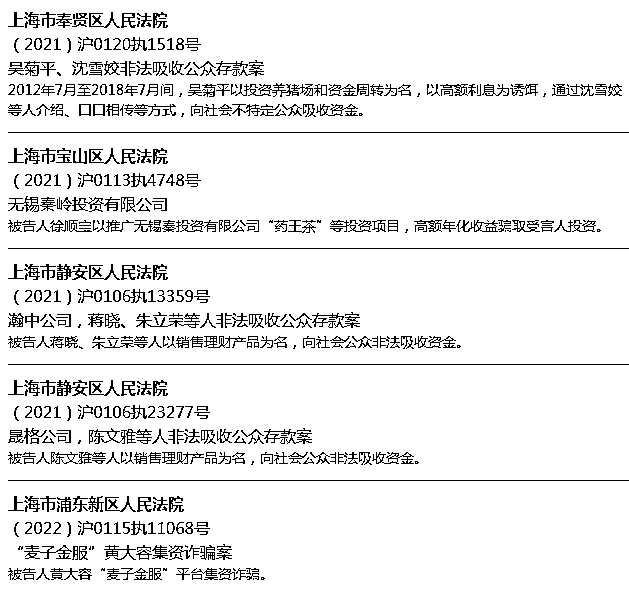 上海市奉贤区人民法院
（2021）沪0120执1518号
吴菊平、沈雪姣非法吸收公众存款案
2012年7月至2018年7月间，吴菊平以投资养猪场和资金周转为名，以高额利息为诱饵，通过沈雪姣
等人介绍、口口相传等方式，向社会不特定公众吸收资金。
上海市宝山区人民法院
（2021）沪0113执4748号
无锡秦岭投资有限公司
被告人徐顺宝以推广无锡秦投资有限公司“药王茶”等投资项目，高额年化收益骗取受害人投资。
上海市静安区人民法院
（2021）沪0106执13359号
瀚中公司，蒋晓、朱立荣等人非法吸收公众存款案
被告人蒋晓、朱立荣等人以销售理财产品为名，向社会公众非法吸收资金。
上海市静安区人民法院
（2021）沪0106执23277号
晟格公司，陈文雅等人非法吸收公众存款案
被告人陈文雅等人以销售理财产品为名，向社会公众非法吸收资金。
上海市浦东新区人民法院
（2022）沪0115执11068号
“麦子金服”黄大容集资诈骗案
被告人黄大容“麦子金服”平台集资诈骗。